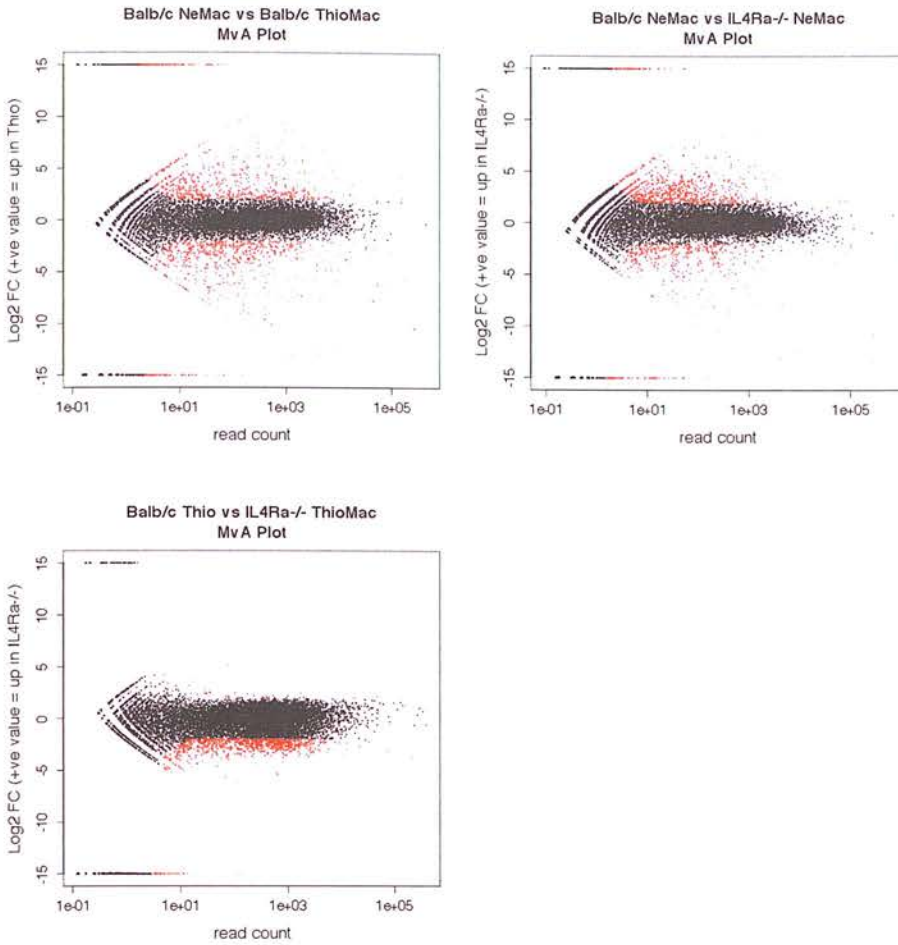 Balb/c NeMac vs Balb/c ThioMac
MvA Plot
Log2 FC (+ve value = up in Thio)
15
10
5
0
-5
-10
-15
1e-01
1e+01
1e+03
1e+05
read count
Balb/c NeMac vs IL4Ra-/- NeMac
MvA Plot
Log2 FC (+ve value = up in IL4Ra-/-)
15
10
5
0
-5
-10
-15
1e-01
1e+01
1e+03
1e+05
read count
Balb/c Thio vs IL4Ra-/- ThioMac
MvA Plot
Log2 FC (+ve value = up in IL4Ra-/-)
15
10
5
0
-5
-10
-15
1e-01
1e+01
1e+03
1e+05
read count